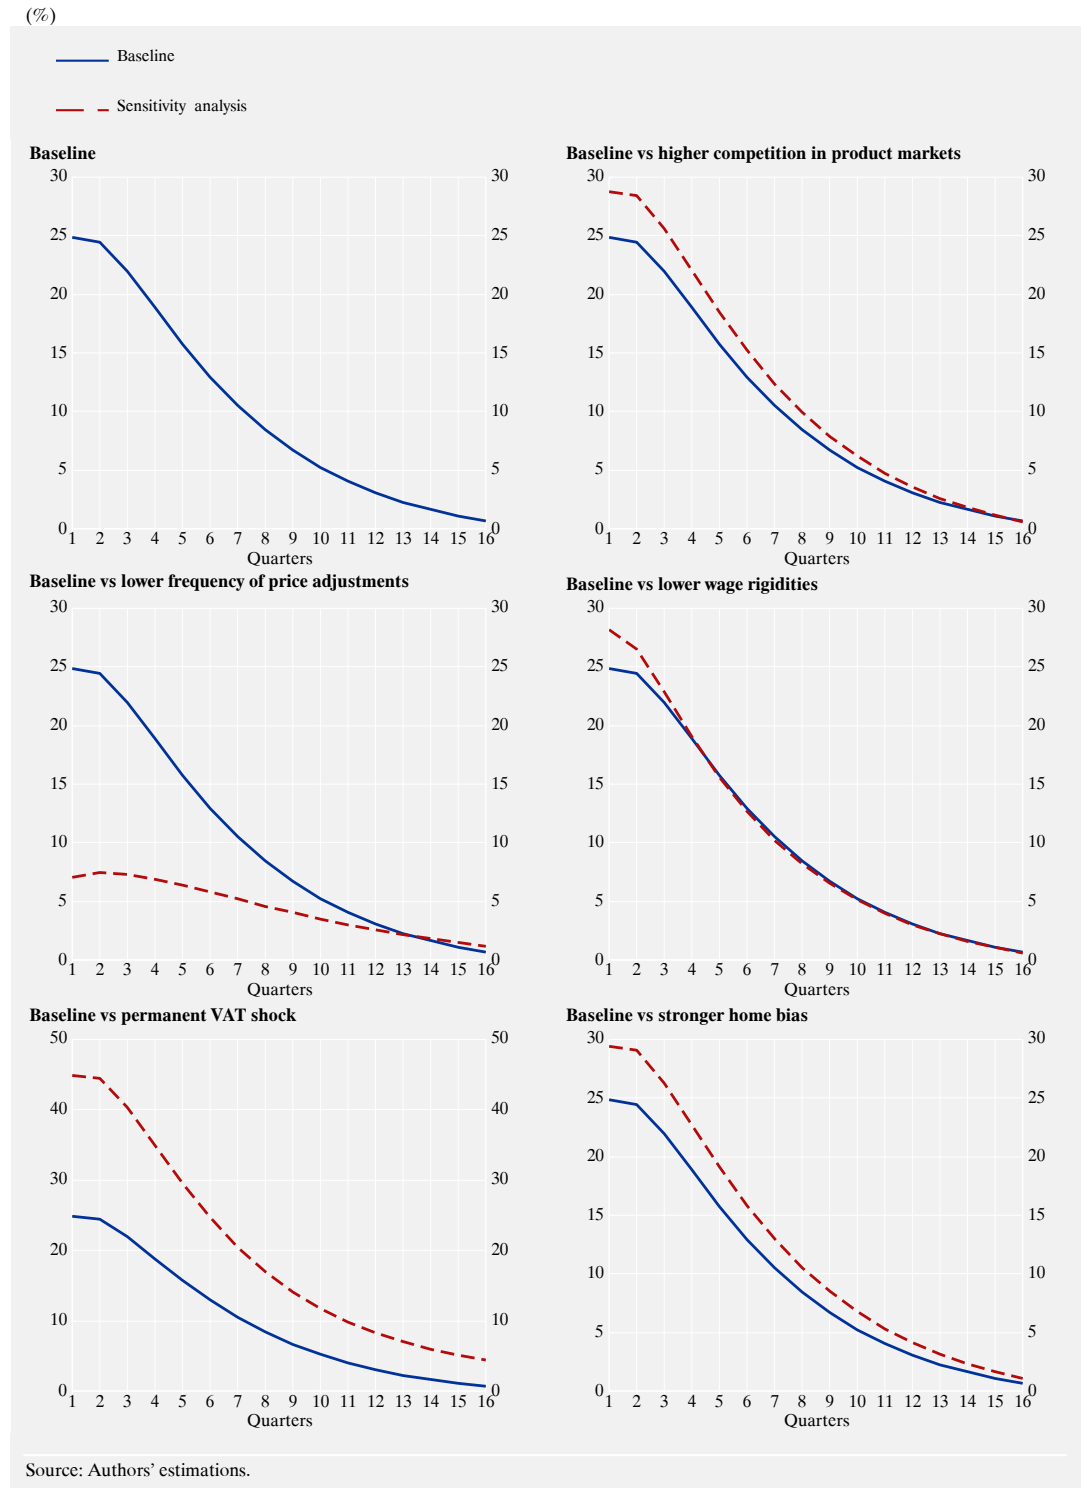 (%)
Baseline
Sensitivity analysis
Baseline
30 30
25 25
20 20
15 15
10 10
5 5
0 0
1 2 3 4 5 6 7 8 9 10 11 12 13 14 15 16
Quarters
Baseline vs higher competition in product markets
30 30
25 25
20 20
15 15
10 10
5 5
0 0
1 2 3 4 5 6 7 8 9 10 11 12 13 14 15 16
Quarters
Baseline vs lower frequency of price adjustments
30 30
25 25
20 20
15 15
10 10
5 5
0 0
1 2 3 4 5 6 7 8 9 10 11 12 13 14 15 16
Quarters
Baseline vs lower wage rigidities
30 30
25 25
20 20
15 15
10 10
5 5
0 0
1 2 3 4 5 6 7 8 9 10 11 12 13 14 15 16
Quarters
Baseline vs permanent VAT shock
50 50
40 40
30 30
20 20
10 10
0 0
1 2 3 4 5 6 7 8 9 10 11 12 13 14 15 16
Quarters
Baseline vs stronger home bias
30 30
25 25
20 20
15 15
10 10
5 5
0 0
1 2 3 4 5 6 7 8 9 10 11 12 13 14 15 16
Quarters
Source: Authors’ estimations.